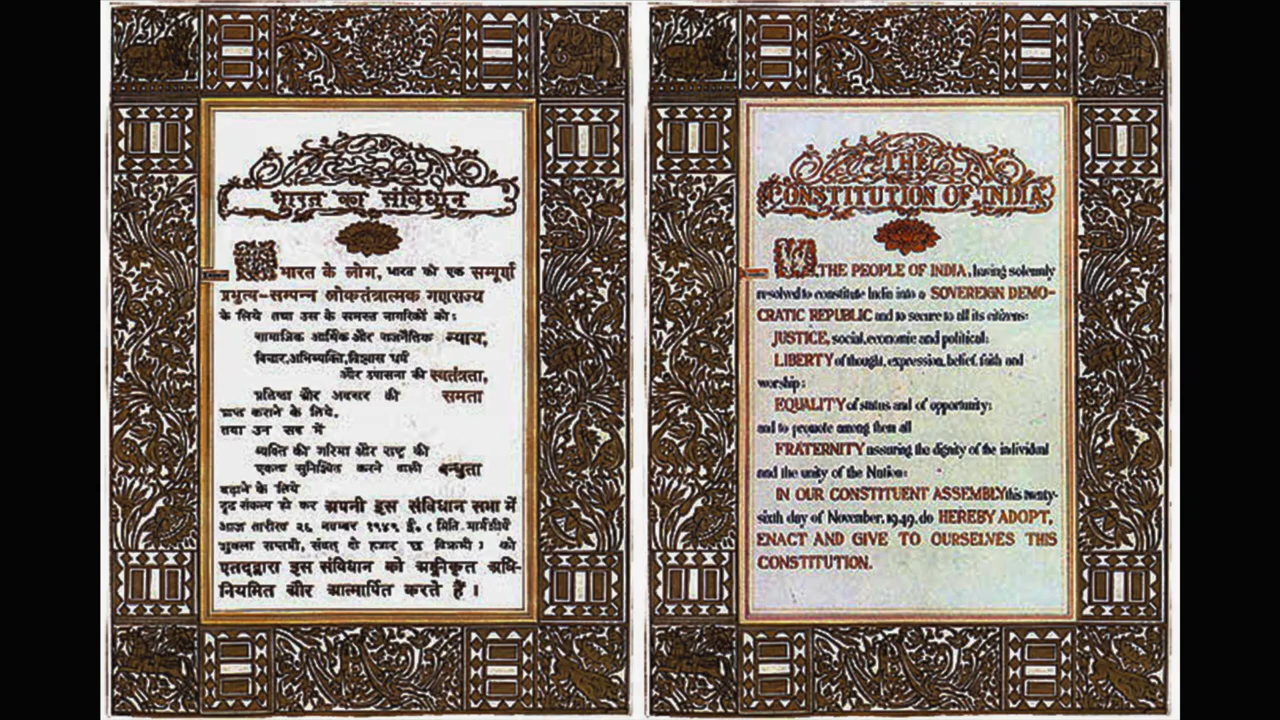 भारत का संविधान
भारत के लोग, भारत को एक सम्पूर्ण
प्रभुत्व-सम्पन्न लोकतंत्रात्मक गणराज्य
के लिये तथा उस के समस्त नागरिकों को:
सामाजिक आर्थिक और राजनैतिक न्याय,
विचार, अभिव्यक्ति, विश्वास धर्म
और उपासना की स्वतंत्रता,
प्रतिष्ठा और अवसर की समता
प्राप्त कराने के लिये,
तथा उन सब में
व्यक्ति की गरिमा और राष्ट्र की
एकता सुनिश्चित करने वाली बन्धुता
बढ़ाने के लिये
दृढ़ संकल्प हो कर अपनी इस संविधान सभा में
आज तारीख २६ नवम्बर १९४९ ई, (मिति मार्गशीर्ष
शुक्ला सप्तमी, संवत् दो हजार छ विक्रमी) को
एतद्द्वारा इस संविधान को अङ्गीकृत अधि-
नियमित और आत्मार्पित करते हैं।
THE
CONSTITUTION OF INDIA
WE, THE PEOPLE OF INDIA, having solemnly
resolved to constitute India into a SOVEREIGN DEMO-
CRATIC REPUBLIC and to secure to all its citizens:
JUSTICE, social, economic and political;
LIBERTY of thought, expression, belief, faith and
worship;
EQUALITY of status and of opportunity;
and to promote among them all
FRATERNITY assuring the dignity of the individual
and the unity of the Nation;
IN OUR CONSTITUENT ASSEMBLY this twenty-
sixth day of November, 1949, do HEREBY ADOPT,
ENACT AND GIVE TO OURSELVES THIS
CONSTITUTION.